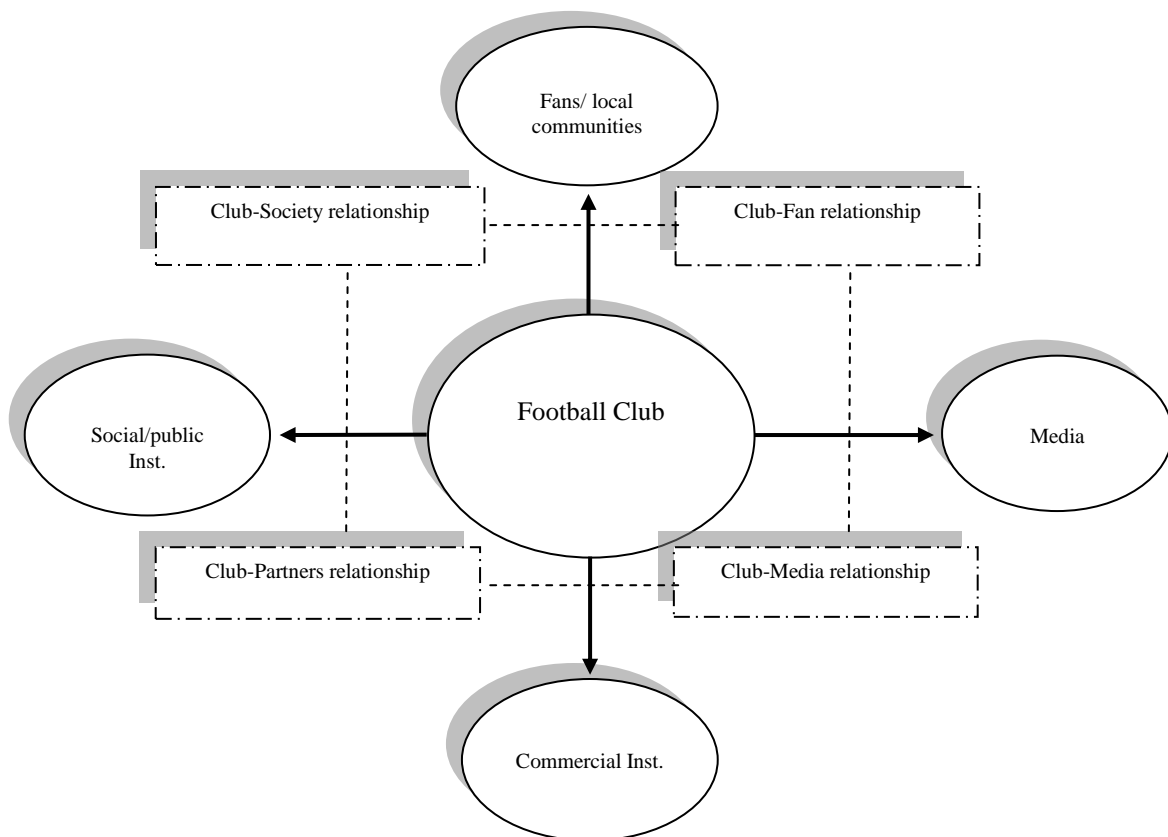 Fans/ local
communities
Club-Society relationship
Club-Fan relationship
Football Club
Social/public
Inst.
Media
Club-Partners relationship
Club-Media relationship
Commercial Inst.